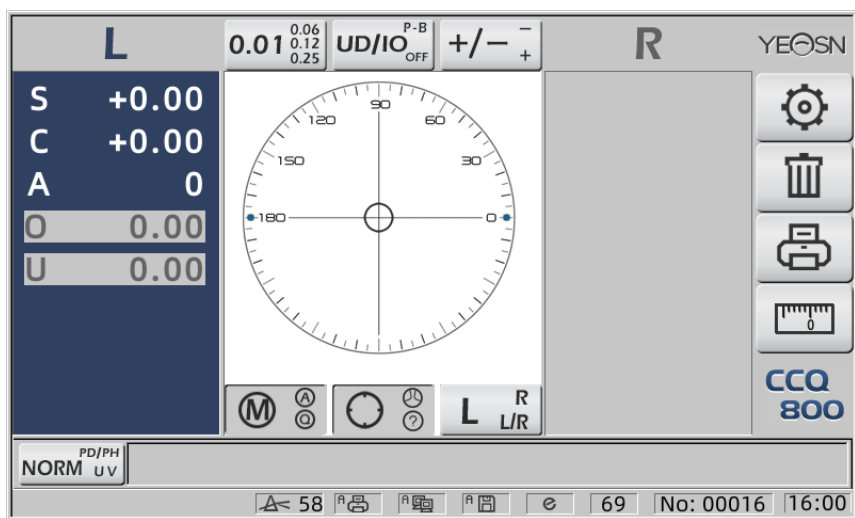 L
0.01 0.06
0.12
0.25
UD/IO P-B
OFF
+/− −
+
R
YEOSN
S +0.00
C +0.00
A 0
O 0.00
U 0.00
90
120 60
150 30
180 0
0
M A
Q
?
L R
L/R
CCQ
800
NORM PD/PH
UV
58 A A A e 69 No: 00016 16:00